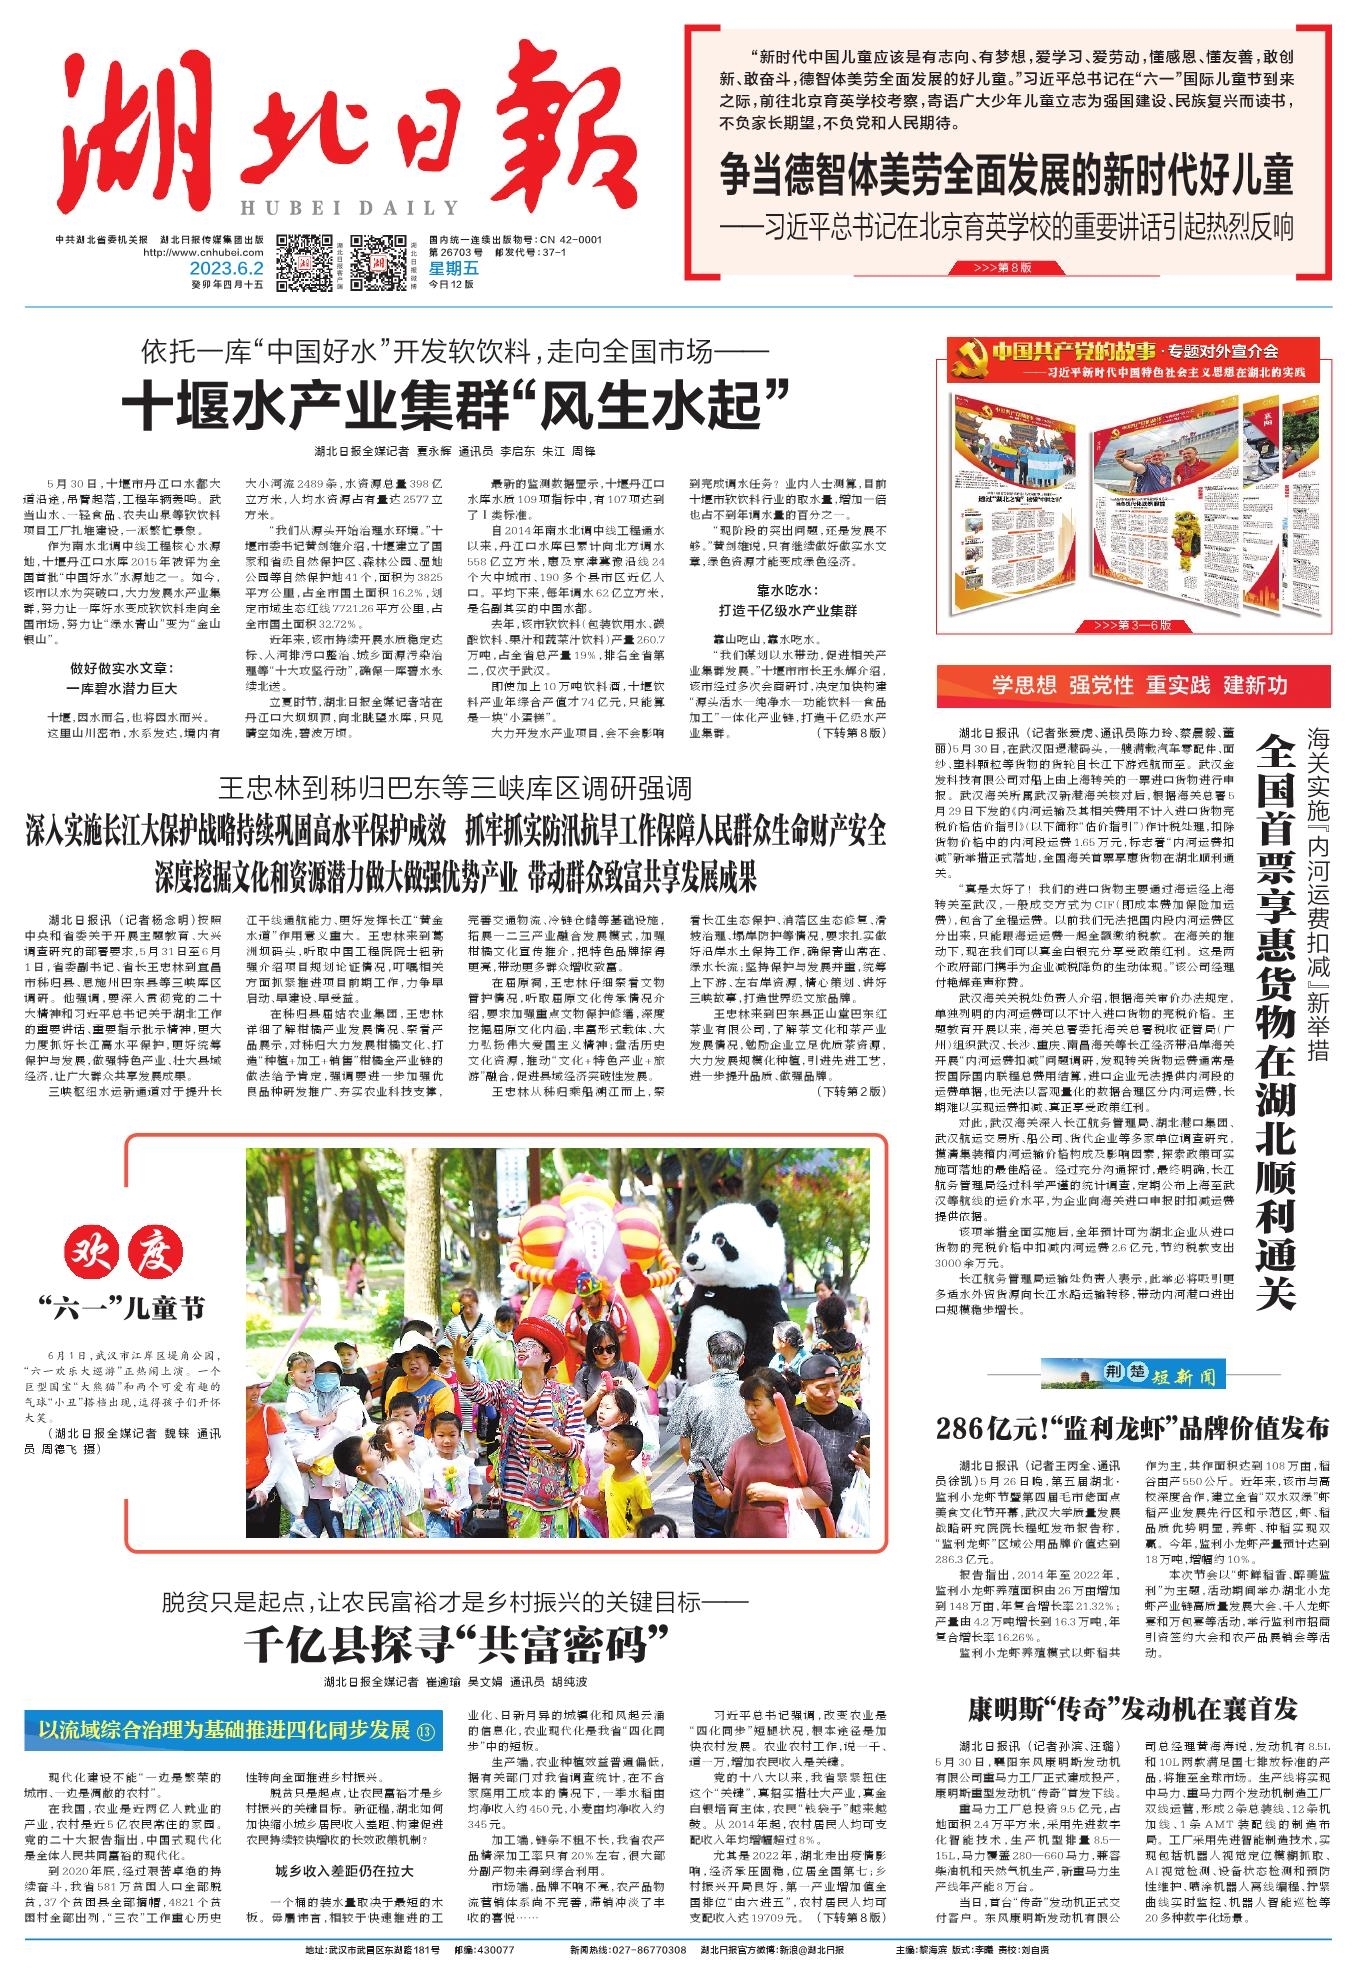 湖北日報
HUBEI DAILY
中共湖北省委机关报 湖北日报传媒集团出版
http://www.cnhubei.com
2023.6.2
癸卯年四月十五
湖北日报客户端
湖北日报微博
国内统一连续出版物号:CN 42-0001
第26703号 邮发代号:37-1
星期五
今日12版
“新时代中国儿童应该是有志向、有梦想,爱学习、爱劳动,懂感恩、懂友善,敢创
新、敢奋斗,德智体美劳全面发展的好儿童。”习近平总书记在“六一”国际儿童节到来
之际,前往北京育英学校考察,寄语广大少年儿童立志为强国建设、民族复兴而读书,
不负家长期望,不负党和人民期待。
争当德智体美劳全面发展的新时代好儿童
——习近平总书记在北京育英学校的重要讲话引起热烈反响
>>>第8版
依托一库“中国好水”开发软饮料,走向全国市场——
十堰水产业集群“风生水起”
湖北日报全媒记者 夏永辉 通讯员 李启东 朱江 周锋
5月30日,十堰市丹江口水都大
道沿途,吊臂起落,工程车辆轰鸣。武
当山水、一轻食品、农夫山泉等软饮料
项目工厂扎堆建设,一派繁忙景象。
作为南水北调中线工程核心水源
地,十堰丹江口水库2015年被评为全
国首批“中国好水”水源地之一。如今,
该市以水为突破口,大力发展水产业集
群,努力让一库好水变成软饮料走向全
国市场,努力让“绿水青山”变为“金山
银山”。
做好做实水文章:
一库碧水潜力巨大
十堰,因水而名,也将因水而兴。
这里山川密布,水系发达,境内有
大小河流2489条,水资源总量398亿
立方米,人均水资源占有量达2577立
方米。
“我们从源头开始治理水环境。”十
堰市委书记黄剑雄介绍,十堰建立了国
家和省级自然保护区、森林公园、湿地
公园等自然保护地41个,面积为3825
平方公里,占全市国土面积16.2%,划
定市域生态红线7721.26平方公里,占
全市国土面积32.72%。
近年来,该市持续开展水质稳定达
标、入河排污口整治、城乡面源污染治
理等“十大攻坚行动”,确保一库碧水永
续北送。
立夏时节,湖北日报全媒记者站在
丹江口大坝坝顶,向北眺望水库,只见
晴空如洗,碧波万顷。
最新的监测数据显示,十堰丹江口
水库水质109项指标中,有107项达到
了Ⅰ类标准。
自2014年南水北调中线工程通水
以来,丹江口水库已累计向北方调水
558亿立方米,惠及京津冀豫沿线24
个大中城市、190多个县市区近亿人
口。平均下来,每年调水62亿立方米,
是名副其实的中国水都。
去年,该市软饮料(包装饮用水、碳
酸饮料、果汁和蔬菜汁饮料)产量260.7
万吨,占全省总产量19%,排名全省第
二,仅次于武汉。
即使加上10万吨饮料酒,十堰饮
料产业年综合产值才74亿元,只能算
是一块“小蛋糕”。
大力开发水产业项目,会不会影响
到完成调水任务?业内人士测算,目前
十堰市软饮料行业的取水量,增加一倍
也占不到年调水量的百分之一。
“现阶段的突出问题,还是发展不
够。”黄剑雄说,只有继续做好做实水文
章,绿色资源才能变成绿色经济。
靠水吃水:
打造千亿级水产业集群
靠山吃山,靠水吃水。
“我们谋划以水带动,促进相关产
业集群发展。”十堰市市长王永辉介绍,
该市经过多次会商研讨,决定加快构建
“源头活水—纯净水—功能饮料—食品
加工”一体化产业链,打造千亿级水产
业集群。 (下转第8版)
中国共产党的故事·专题对外宣介会
——习近平新时代中国特色社会主义思想在湖北的实践
>>>第3—6版
学思想 强党性 重实践 建新功
海关实施『内河运费扣减』新举措
全国首票享惠货物在湖北顺利通关
湖北日报讯(记者张爱虎、通讯员陈力玲、蔡晨毅、董
丽)5月30日,在武汉阳逻港码头,一艘满载汽车零配件、面
纱、塑料颗粒等货物的货轮自长江下游远航而至。武汉金
发科技有限公司对船上由上海转关的一票进口货物进行申
报。武汉海关所属武汉新港海关核对后,根据海关总署5
月29日下发的《内河运输及其相关费用不计入进口货物完
税价格估价指引》(以下简称“估价指引”)作计税处理,扣除
货物价格中的内河段运费1.65万元,标志着“内河运费扣
减”新举措正式落地,全国海关首票享惠货物在湖北顺利通
关。
“真是太好了!我们的进口货物主要通过海运经上海
转关至武汉,一般成交方式为CIF(即成本费加保险加运
费),包含了全程运费。以前我们无法把国内段内河运费区
分出来,只能跟海运运费一起全额缴纳税款。在海关的推
动下,现在我们可以真金白银充分享受政策红利。这是两
个政府部门携手为企业减税降负的生动体现。”该公司经理
付艳辉连声称赞。
武汉海关关税处负责人介绍,根据海关审价办法规定,
单独列明的内河运费可以不计入进口货物的完税价格。主
题教育开展以来,海关总署委托海关总署税收征管局(广
州)组织武汉、长沙、重庆、南昌海关等长江经济带沿岸海关
开展“内河运费扣减”问题调研,发现转关货物运费通常是
按国际国内联程总费用结算,进口企业无法提供内河段的
运费单据,也无法以客观量化的数据合理区分内河运费,长
期难以实现运费扣减、真正享受政策红利。
对此,武汉海关深入长江航务管理局、湖北港口集团、
武汉航运交易所、船公司、货代企业等多家单位调查研究,
摸清集装箱内河运输价格构成及影响因素,探索政策可实
施可落地的最佳路径。经过充分沟通探讨,最终明确,长江
航务管理局经过科学严谨的统计调查,定期公布上海至武
汉等航线的运价水平,为企业向海关进口申报时扣减运费
提供依据。
该项举措全面实施后,全年预计可为湖北企业从进口
货物的完税价格中扣减内河运费2.6亿元,节约税款支出
3000余万元。
长江航务管理局运输处负责人表示,此举必将吸引更
多适水外贸货源向长江水路运输转移,带动内河港口进出
口规模稳步增长。
王忠林到秭归巴东等三峡库区调研强调
深入实施长江大保护战略持续巩固高水平保护成效 抓牢抓实防汛抗旱工作保障人民群众生命财产安全
深度挖掘文化和资源潜力做大做强优势产业 带动群众致富共享发展成果
湖北日报讯(记者杨念明)按照
中央和省委关于开展主题教育、大兴
调查研究的部署要求,5月31日至6月
1日,省委副书记、省长王忠林到宜昌
市秭归县、恩施州巴东县等三峡库区
调研。他强调,要深入贯彻党的二十
大精神和习近平总书记关于湖北工作
的重要讲话、重要指示批示精神,更大
力度抓好长江高水平保护,更好统筹
保护与发展,做强特色产业、壮大县域
经济,让广大群众共享发展成果。
三峡枢纽水运新通道对于提升长
江干线通航能力、更好发挥长江“黄金
水道”作用意义重大。王忠林来到葛
洲坝码头,听取中国工程院院士钮新
强介绍项目规划论证情况,叮嘱相关
方面抓紧推进项目前期工作,力争早
启动、早建设、早受益。
在秭归县屈姑农业集团,王忠林
详细了解柑橘产业发展情况、察看产
品展示,对秭归大力发展柑橘文化、打
造“种植+加工+销售”柑橘全产业链的
做法给予肯定,强调要进一步加强优
良品种研发推广、夯实农业科技支撑,
完善交通物流、冷链仓储等基础设施,
拓展一二三产业融合发展模式,加强
柑橘文化宣传推介,把特色品牌擦得
更亮,带动更多群众增收致富。
在屈原祠,王忠林仔细察看文物
管护情况,听取屈原文化传承情况介
绍,要求加强重点文物保护修缮,深度
挖掘屈原文化内涵,丰富形式载体、大
力弘扬伟大爱国主义精神;盘活历史
文化资源,推动“文化+特色产业+旅
游”融合,促进县域经济突破性发展。
王忠林从秭归乘船溯江而上,察
看长江生态保护、消落区生态修复、滑
坡治理、塌岸防护等情况,要求扎实做
好沿岸水土保持工作,确保青山常在、
绿水长流;坚持保护与发展并重,统筹
上下游、左右岸资源,精心策划、讲好
三峡故事,打造世界级文旅品牌。
王忠林来到巴东县正山堂巴东红
茶业有限公司,了解茶文化和茶产业
发展情况,勉励企业立足优质茶资源,
大力发展规模化种植,引进先进工艺,
进一步提升品质、做强品牌。
(下转第2版)
欢度
“六一”儿童节
6月1日,武汉市江岸区堤角公园,
“六一欢乐大巡游”正热闹上演。一个
巨型国宝“大熊猫”和两个可爱有趣的
气球“小丑”搭档出现,逗得孩子们开怀
大笑。
(湖北日报全媒记者 魏铼 通讯
员 周德飞 摄)
荆楚短新闻
286亿元!“监利龙虾”品牌价值发布
湖北日报讯(记者王丙全、通讯
员徐凯)5月26日晚,第五届湖北·
监利小龙虾节暨第四届毛市卷面点
美食文化节开幕,武汉大学质量发展
战略研究院院长程虹发布报告称,
“监利龙虾”区域公用品牌价值达到
286.3亿元。
报告指出,2014年至2022年,
监利小龙虾养殖面积由26万亩增加
到148万亩,年复合增长率21.32%;
产量由4.2万吨增长到16.3万吨,年
复合增长率16.26%。
监利小龙虾养殖模式以虾稻共
作为主,共作面积达到108万亩,稻
谷亩产550公斤。近年来,该市与高
校深度合作,建立全省“双水双绿”虾
稻产业发展先行区和示范区,虾、稻
品质优势明显,养虾、种稻实现双
赢。今年,监利小龙虾产量预计达到
18万吨,增幅约10%。
本次节会以“虾鲜稻香、醉美监
利”为主题,活动期间举办湖北小龙
虾产业链高质量发展大会、千人龙虾
宴和万包宴等活动,举行监利市招商
引资签约大会和农产品展销会等活
动。
康明斯“传奇”发动机在襄首发
湖北日报讯(记者孙滨、汪璐)
5月30日,襄阳东风康明斯发动机
有限公司重马力工厂正式建成投产,
康明斯重型发动机“传奇”首发下线。
重马力工厂总投资9.5亿元,占
地面积2.4万平方米,采用先进数字
化智能技术,生产机型排量8.5—
15L,马力覆盖280—660马力,兼容
柴油机和天然气机生产,新重马力生
产线年产能8万台。
当日,首台“传奇”发动机正式交
付客户。东风康明斯发动机有限公
司总经理黄海涛说,发动机有8.5L
和10L两款满足国七排放标准的产
品,将推至全球市场。生产线将实现
中马力、重马力两个发动机制造工厂
双线运营,形成2条总装线、12条机
加线、1条AMT装配线的制造布
局。工厂采用先进智能制造技术,实
现包括机器人视觉定位模糊抓取、
AI视觉检测、设备状态检测和预防
性维护、喷涂机器人离线编程、拧紧
曲线实时监控、机器人智能巡检等
20多种数字化场景。
脱贫只是起点,让农民富裕才是乡村振兴的关键目标——
千亿县探寻“共富密码”
湖北日报全媒记者 崔逾瑜 吴文娟 通讯员 胡纯波
以流域综合治理为基础推进四化同步发展⑬
现代化建设不能“一边是繁荣的
城市、一边是凋敝的农村”。
在我国,农业是近两亿人就业的
产业,农村是近5亿农民常住的家园。
党的二十大报告指出,中国式现代化
是全体人民共同富裕的现代化。
到2020年底,经过艰苦卓绝的持
续奋斗,我省581万贫困人口全部脱
贫,37个贫困县全部摘帽,4821个贫
困村全部出列,“三农”工作重心历史
性转向全面推进乡村振兴。
脱贫只是起点,让农民富裕才是乡
村振兴的关键目标。新征程,湖北如何
加快缩小城乡居民收入差距、构建促进
农民持续较快增收的长效政策机制?
城乡收入差距仍在拉大
一个桶的装水量取决于最短的木
板。毋庸讳言,相较于快速推进的工
业化、日新月异的城镇化和风起云涌
的信息化,农业现代化是我省“四化同
步”中的短板。
生产端,农业种植效益普遍偏低,
据有关部门对我省调查统计,在不含
家庭用工成本的情况下,一季水稻亩
均净收入约450元,小麦亩均净收入约
345元。
加工端,链条不粗不长,我省农产
品精深加工率只有20%左右,很大部
分副产物未得到综合利用。
市场端,品牌不响不亮,农产品物
流营销体系尚不完善,滞销冲淡了丰
收的喜悦……
习近平总书记强调,改变农业是
“四化同步”短腿状况,根本途径是加
快农村发展。农业农村工作,说一千、
道一万,增加农民收入是关键。
党的十八大以来,我省紧紧扭住
这个“关键”,真招实措壮大产业,真金
白银培育主体,农民“钱袋子”越来越
鼓。从2014年起,农村居民人均可支
配收入年均增幅超过8%。
尤其是2022年,湖北走出疫情影
响,经济承压固稳,位居全国第七;乡
村振兴开局良好,第一产业增加值全
国排位“由六进五”,农村居民人均可
支配收入达19709元。(下转第8版)
地址:武汉市武昌区东湖路181号 邮编:430077 新闻热线:027-86770308 湖北日报官方微博:新浪@湖北日报 主编:黎海滨 版式:李曦 责校:刘自贤